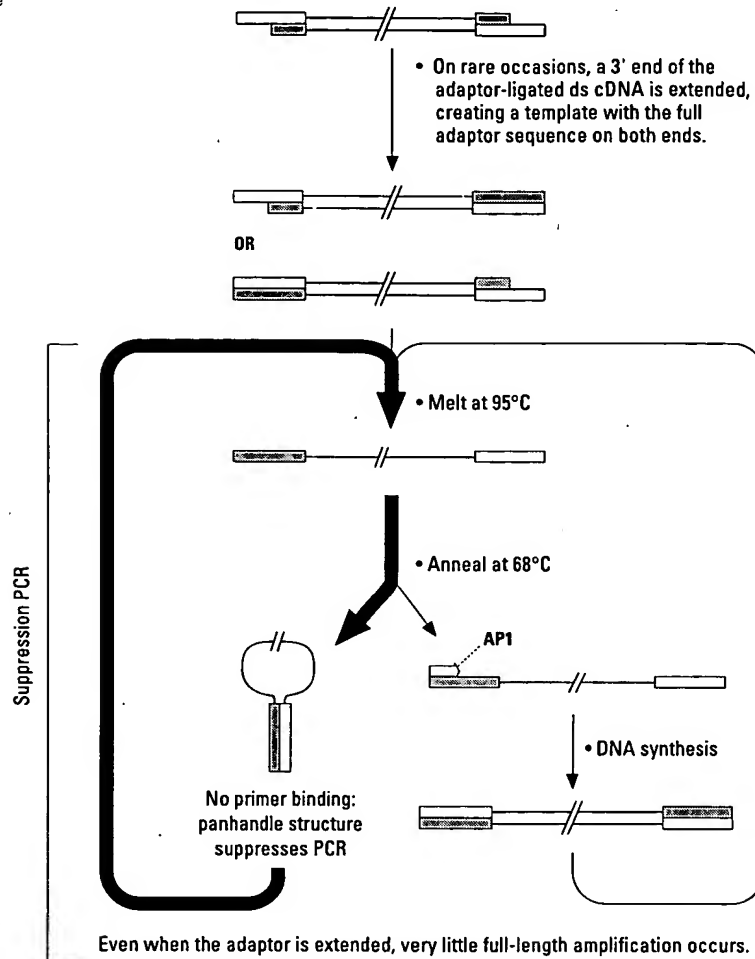 • On rare occasions, a 3' end of the
adaptor-ligated ds cDNA is extended,
creating a template with the full
adaptor sequence on both ends.
OR
• Melt at 95°C
• Anneal at 68°C
AP1
Suppression PCR
• DNA synthesis
No primer binding:
panhandle structure
suppresses PCR
Even when the adaptor is extended, very little full-length amplification occurs.